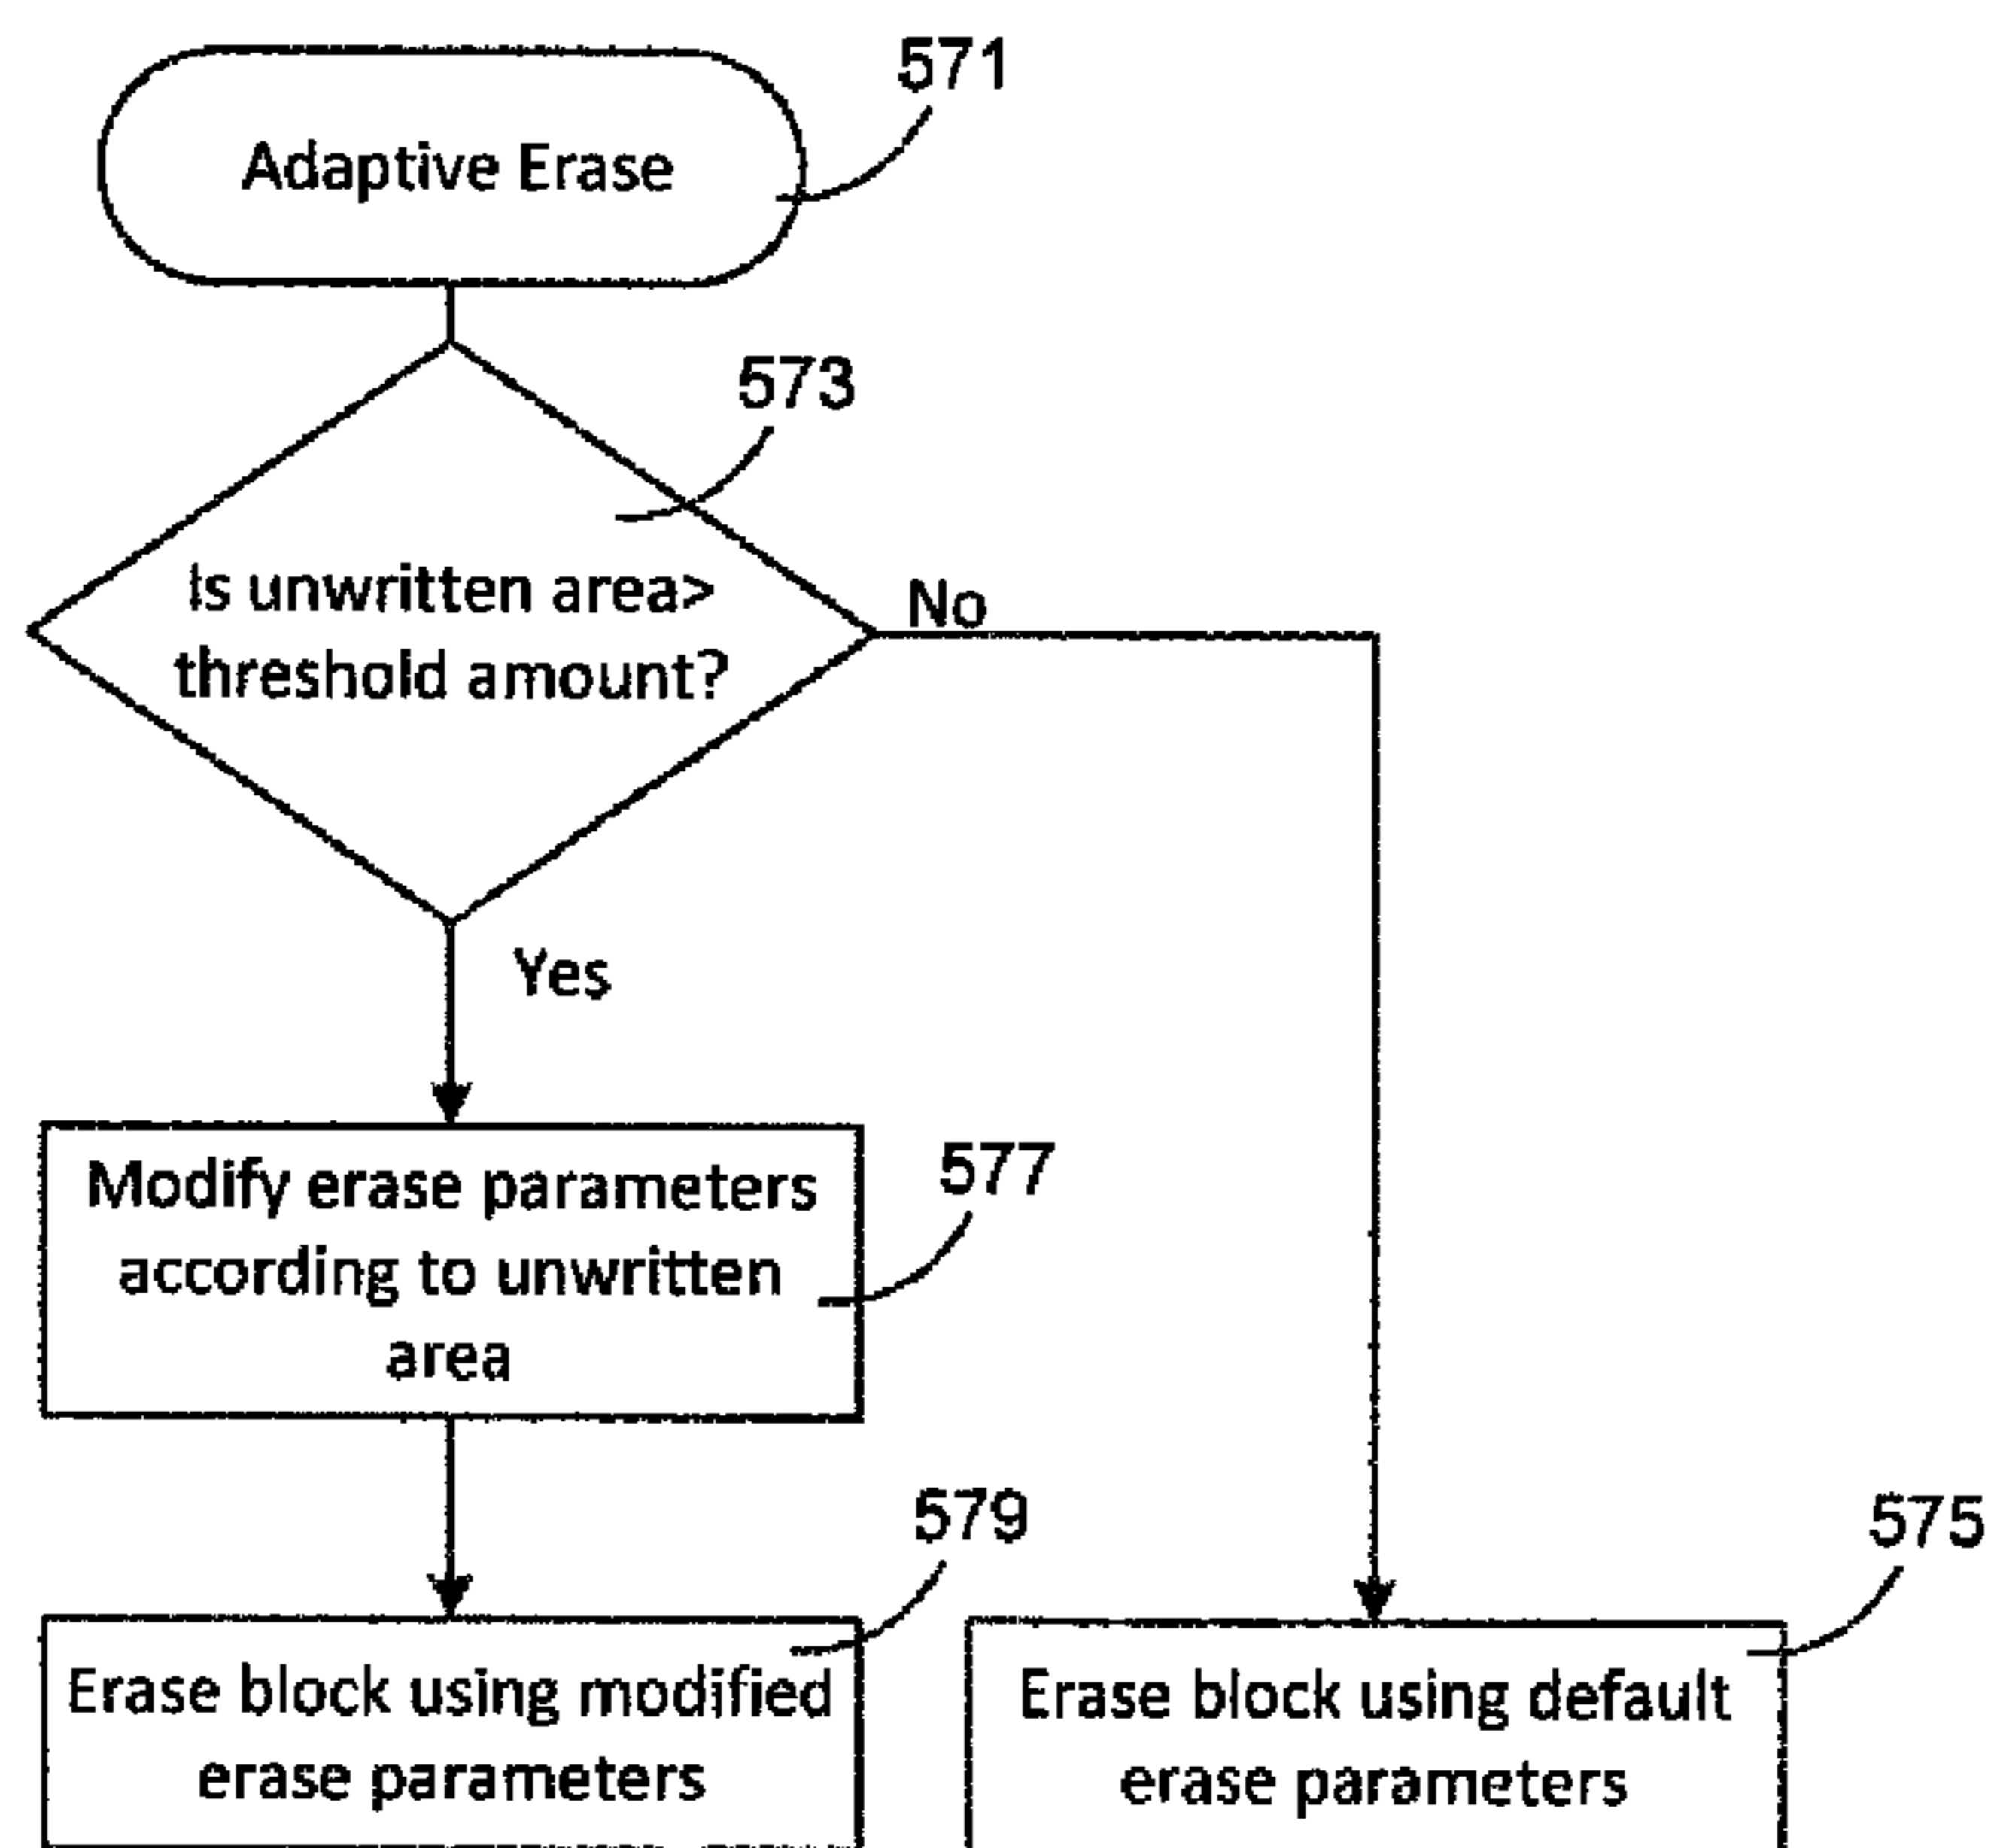 571
Adaptive Erase
573
Is unwritten area>
threshold amount?
No
Yes
Modify erase parameters
according to unwritten
area
577
579
575
Erase block using modified
erase parameters
Erase block using default
erase parameters